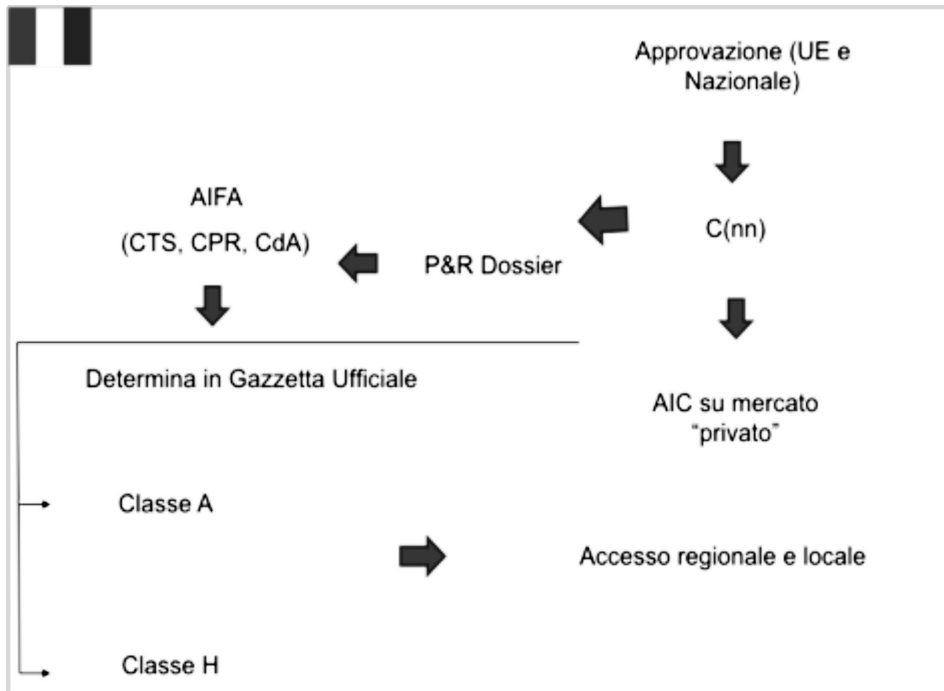 Approvazione (UE e
Nazionale)
C(nn)
AIFA
(CTS, CPR, CdA)
P&R Dossier
Determina in Gazzetta Ufficiale
AIC su mercato
“privato”
Classe A
Accesso regionale e locale
Classe H